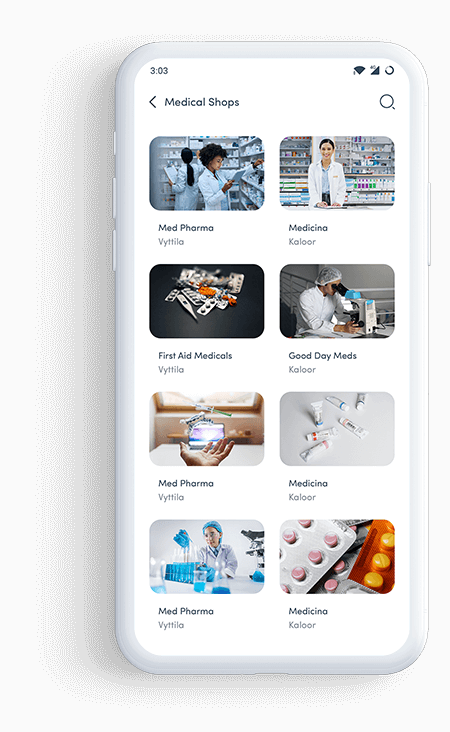 3:03
4G
Medical Shops
Med Pharma
Vyttila
Medicina
Kaloor
First Aid Medicals
Vyttila
Good Day Meds
Kaloor
Med Pharma
Vyttila
Medicina
Kaloor
Med Pharma
Vyttila
Medicina
Kaloor